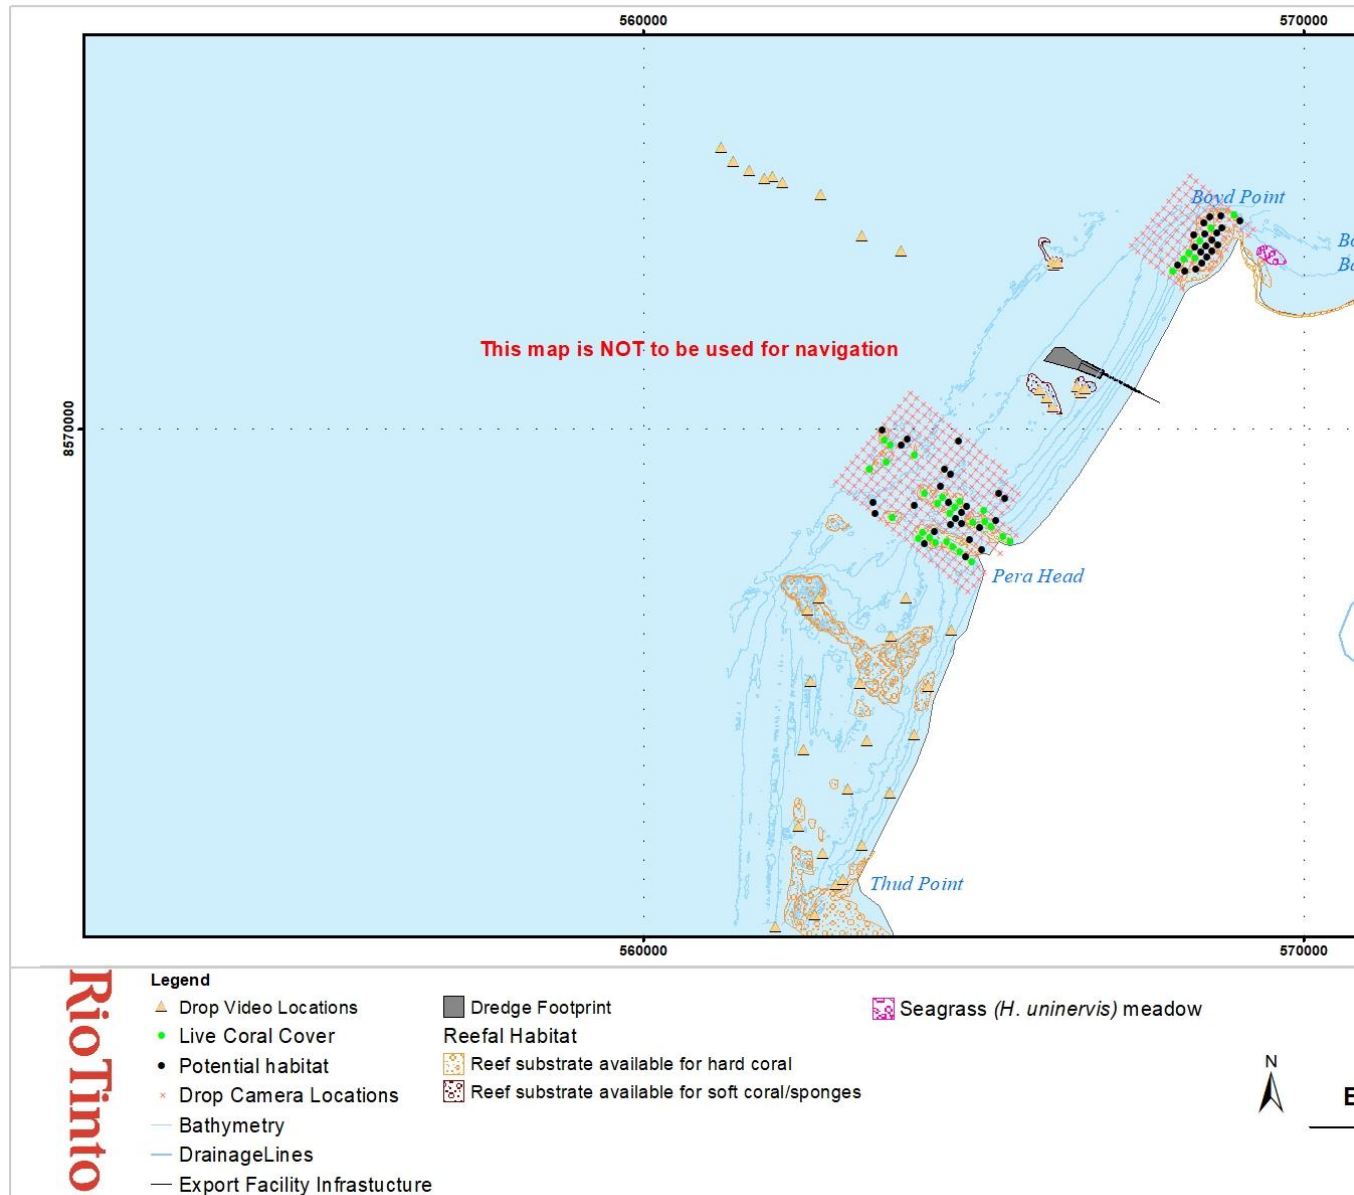 560000 570000
Boyd Point
Bo
Ba
This map is NOT to be used for navigation
8570000
Pera Head
Thud Point
560000 570000
RioTinto
Legend
Drop Video Locations
Live Coral Cover
Potential habitat
Drop Camera Locations
Bathymetry
DrainageLines
Export Facility Infrastucture
Dredge Footprint
Reefal Habitat
Reef substrate available for hard coral
Reef substrate available for soft coral/sponges
Seagrass (H. uninervis) meadow
N
E